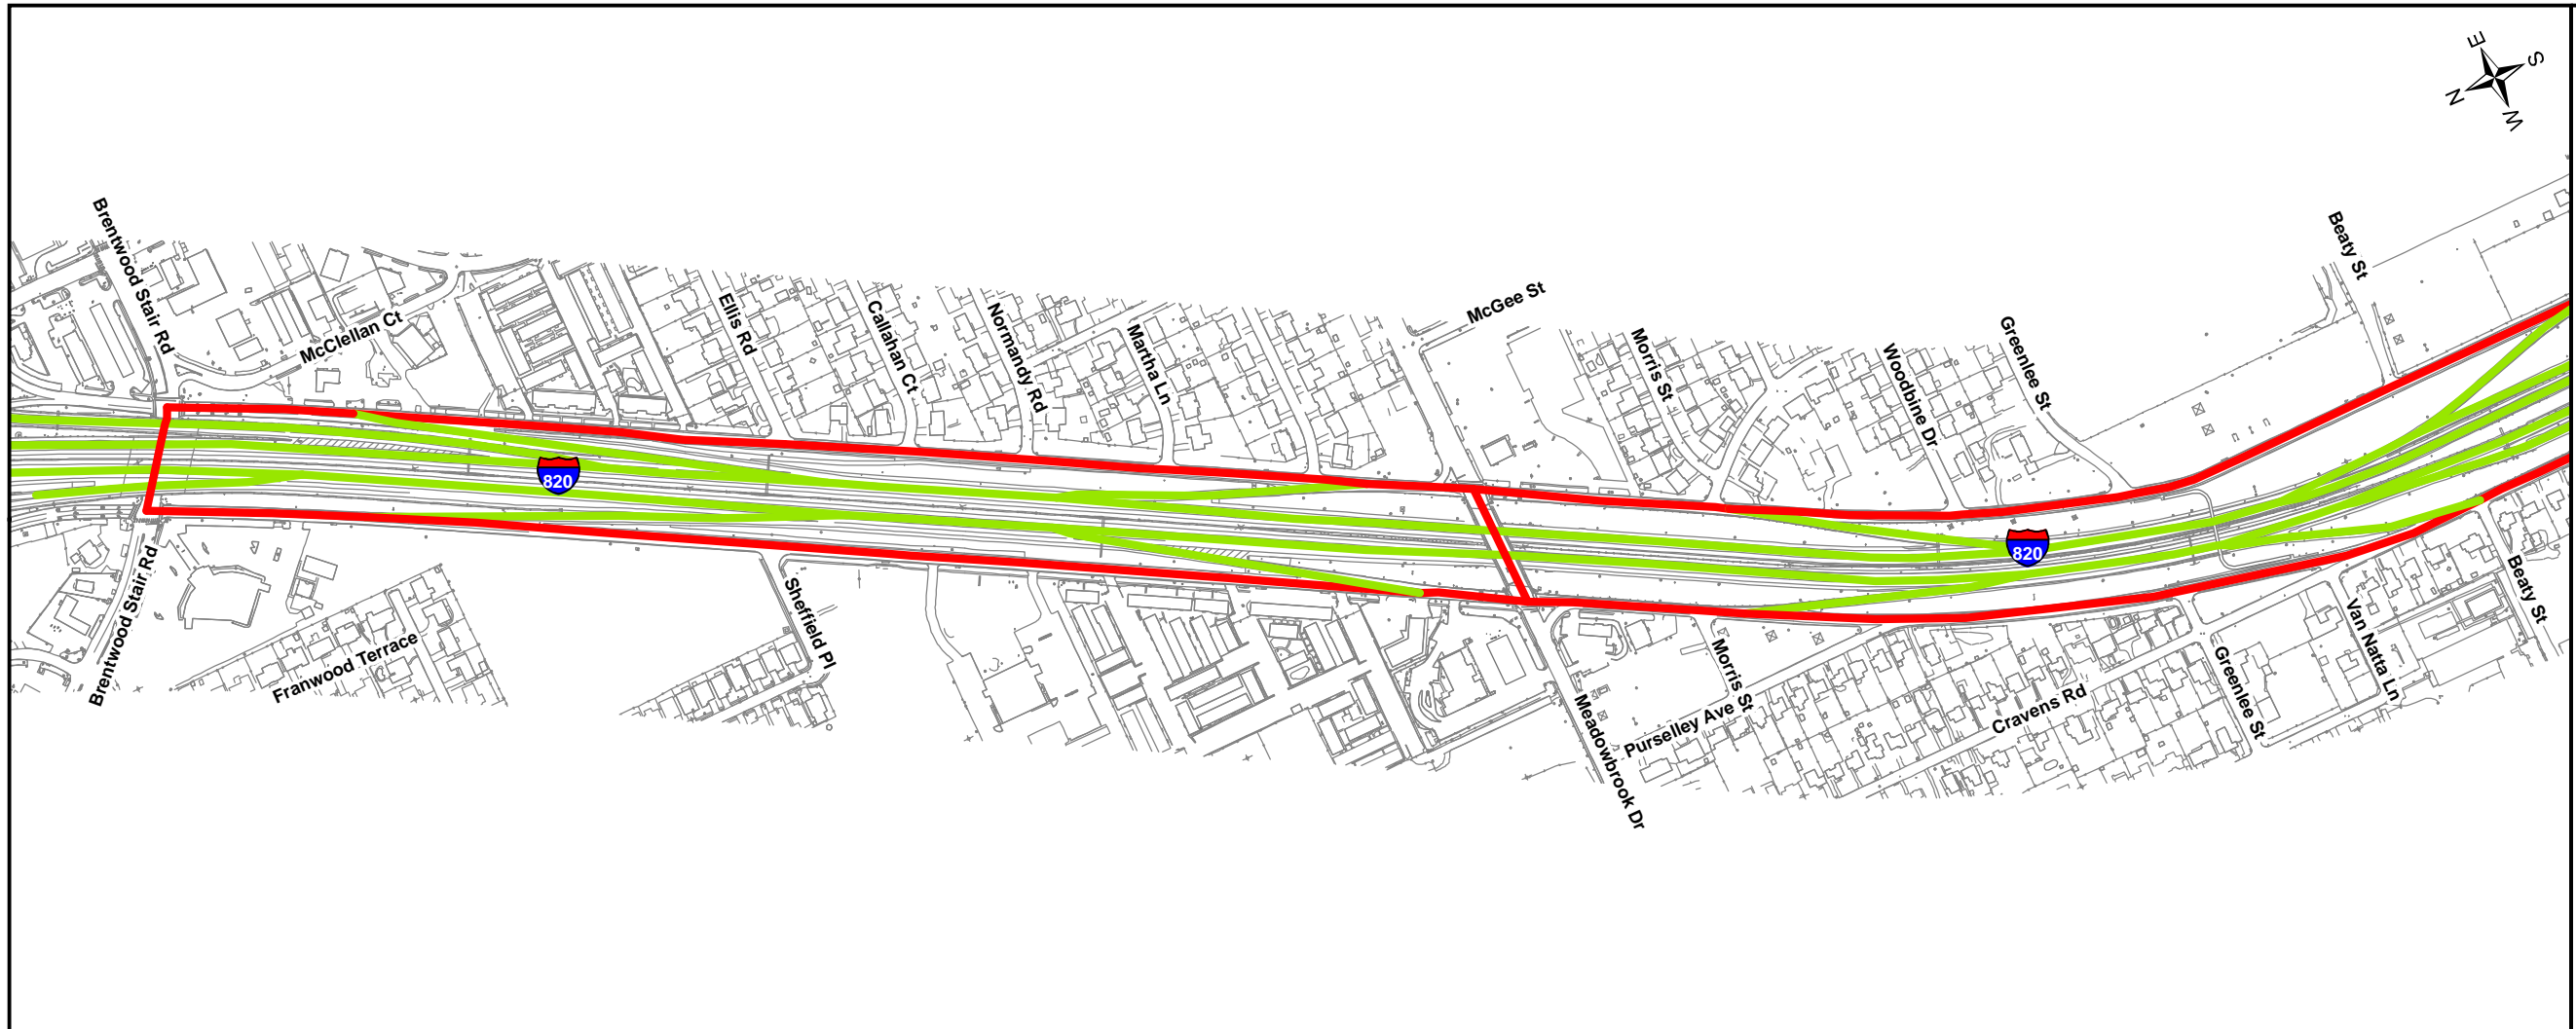 E
S
N
W
Brentwood Stair Rd
McClellan Ct
Ellis Rd
Callahan Ct
Normandy Rd
Martha Ln
McGee St
Morris St
Woodbine Dr
Greenlee St
Beaty St
820
820
Brentwood Stair Rd
Franwood Terrace
Sheffield Pl
Meadowbrook Dr
Purselley Ave
Morris St
Cravens Rd
Greenlee St
Van Natta Ln
Beaty St